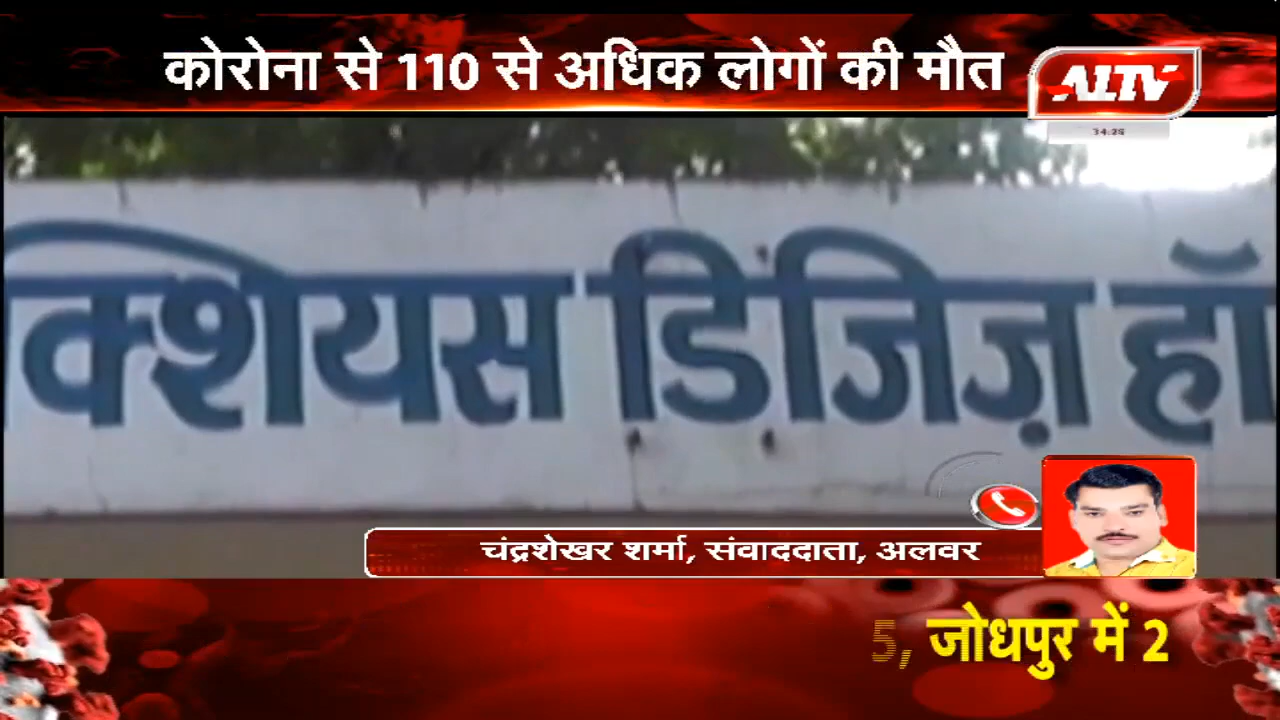 कोरोना से 110 से अधिक लोगों की मौत
ALTV
क्शियस डिज़िज़ हॉ
चंद्रशेखर शर्मा, संवाददाता, अलवर
5, जोधपुर में 2